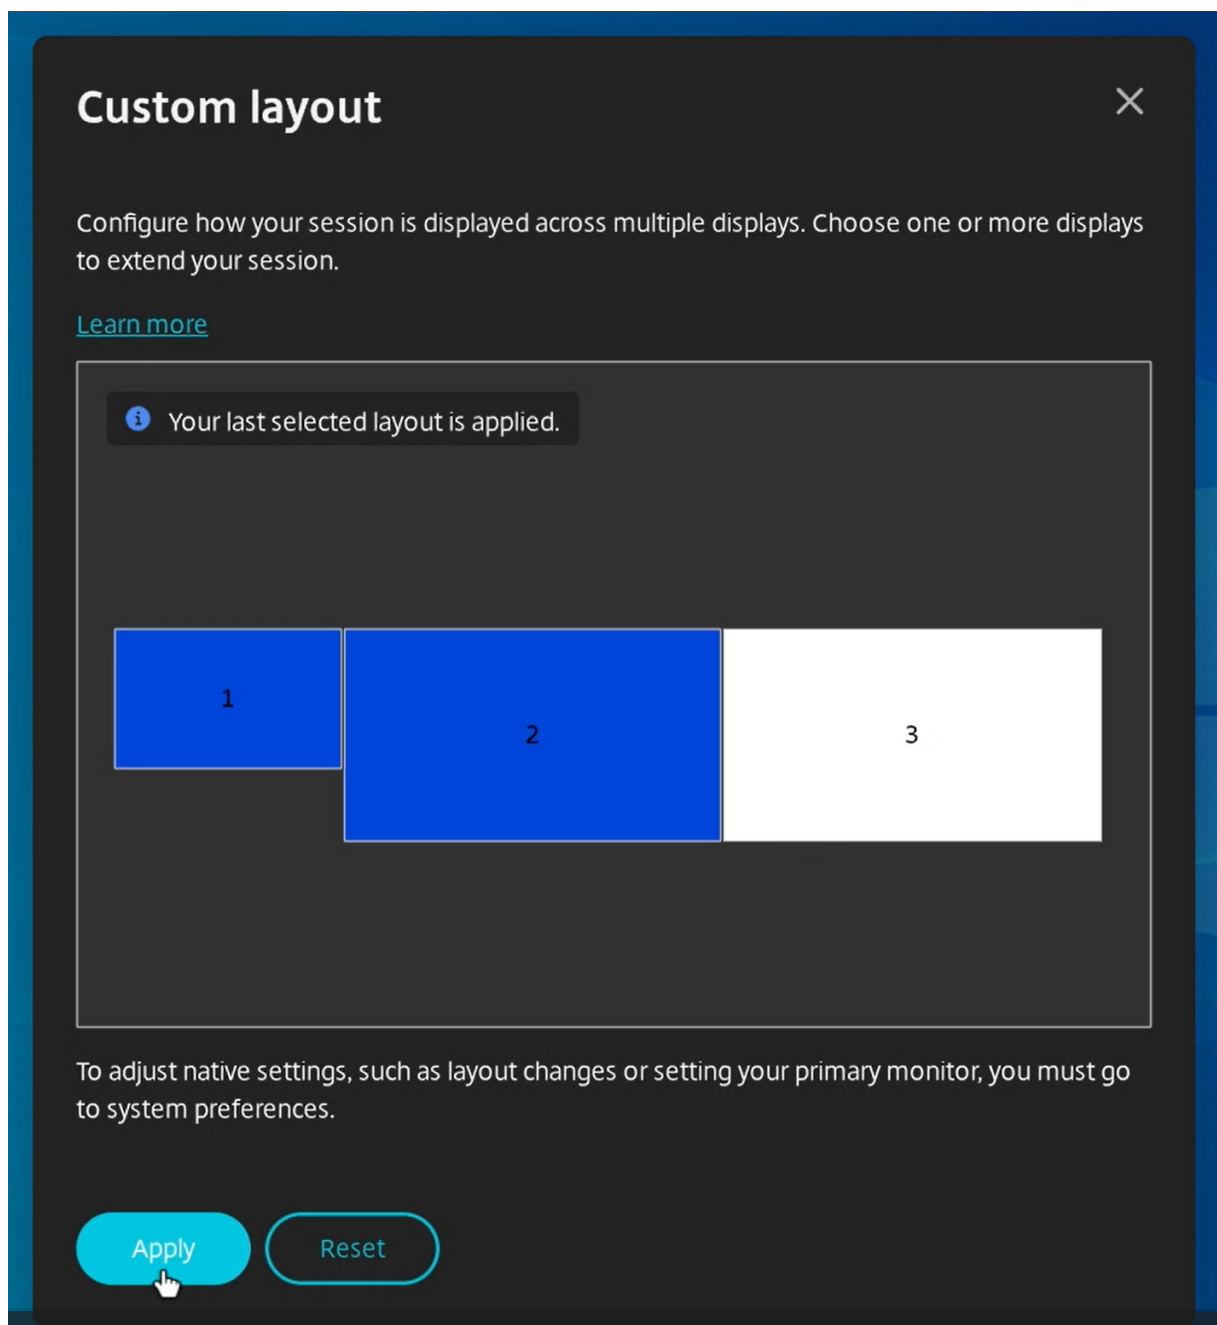 Custom layout
Configure how your session is displayed across multiple displays. Choose one or more displays
to extend your session.
Learn more
Your last selected layout is applied.
1
2
3
To adjust native settings, such as layout changes or setting your primary monitor, you must go
to system preferences.
Apply
Reset